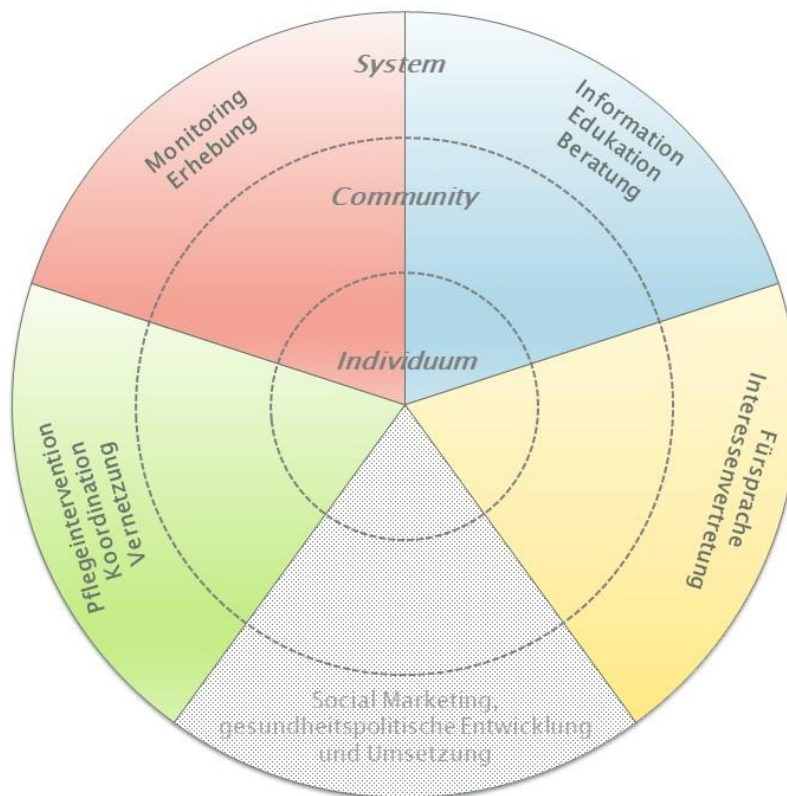 System
Monitoring
Erhebung
Information
Edukation
Beratung
Community
Individuum
Pflegeintervention
Koordination
Vernetzung
Fürsprache
Interessenvertretung
Social Marketing,
gesundheitspolitische Entwicklung
und Umsetzung